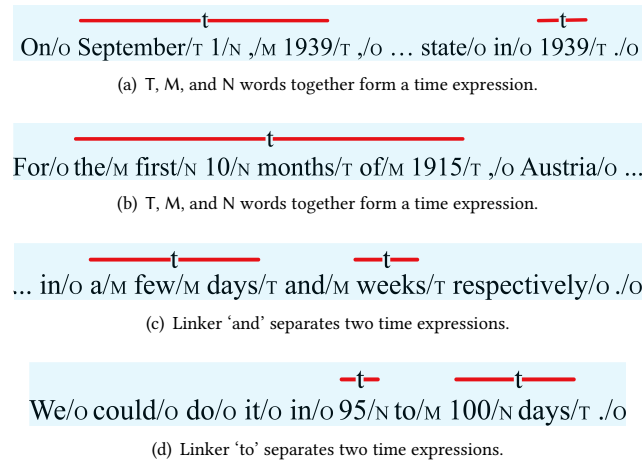 t t
On/O September/T 1/N ,/M 1939/T ,/O … state/O in/O 1939/T ./O
(a) T, M, and N words together form a time expression.
t
For/O the/M first/N 10/N months/T of/M 1915/T ,/O Austria/O ...
(b) T, M, and N words together form a time expression.
t t
... in/O a/M few/M days/T and/M weeks/T respectively/O ./O
(c) Linker ‘and’ separates two time expressions.
t t
We/O could/O do/O it/O in/O 95/N to/M 100/N days/T ./O
(d) Linker ‘to’ separates two time expressions.